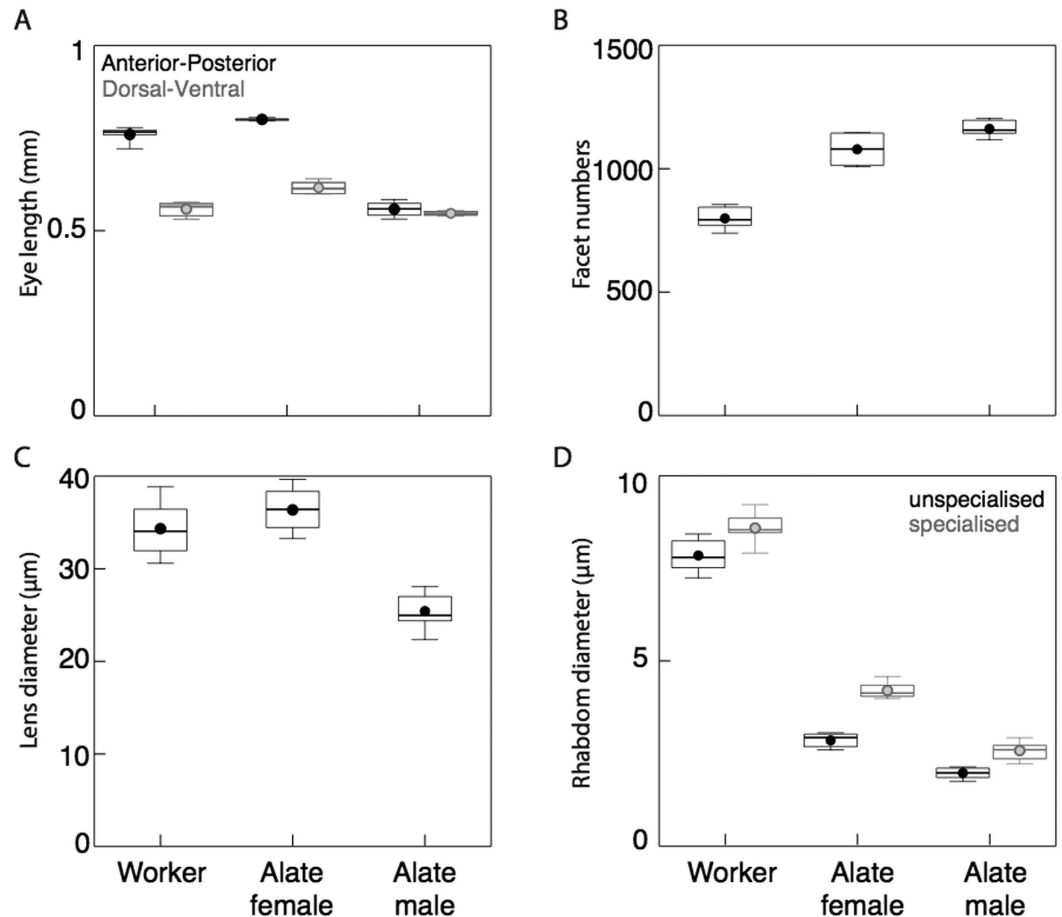 A
Anterior-Posterior
Dorsal-Ventral
Eye length (mm)
1
0.5
0
B
Facet numbers
1500
1000
500
0
C
Lens diameter (μm)
40
30
20
10
0
Worker
Alate
female
Alate
male
D
unspecialised
specialised
Rhabdom diameter (μm)
10
5
0
Worker
Alate
female
Alate
male